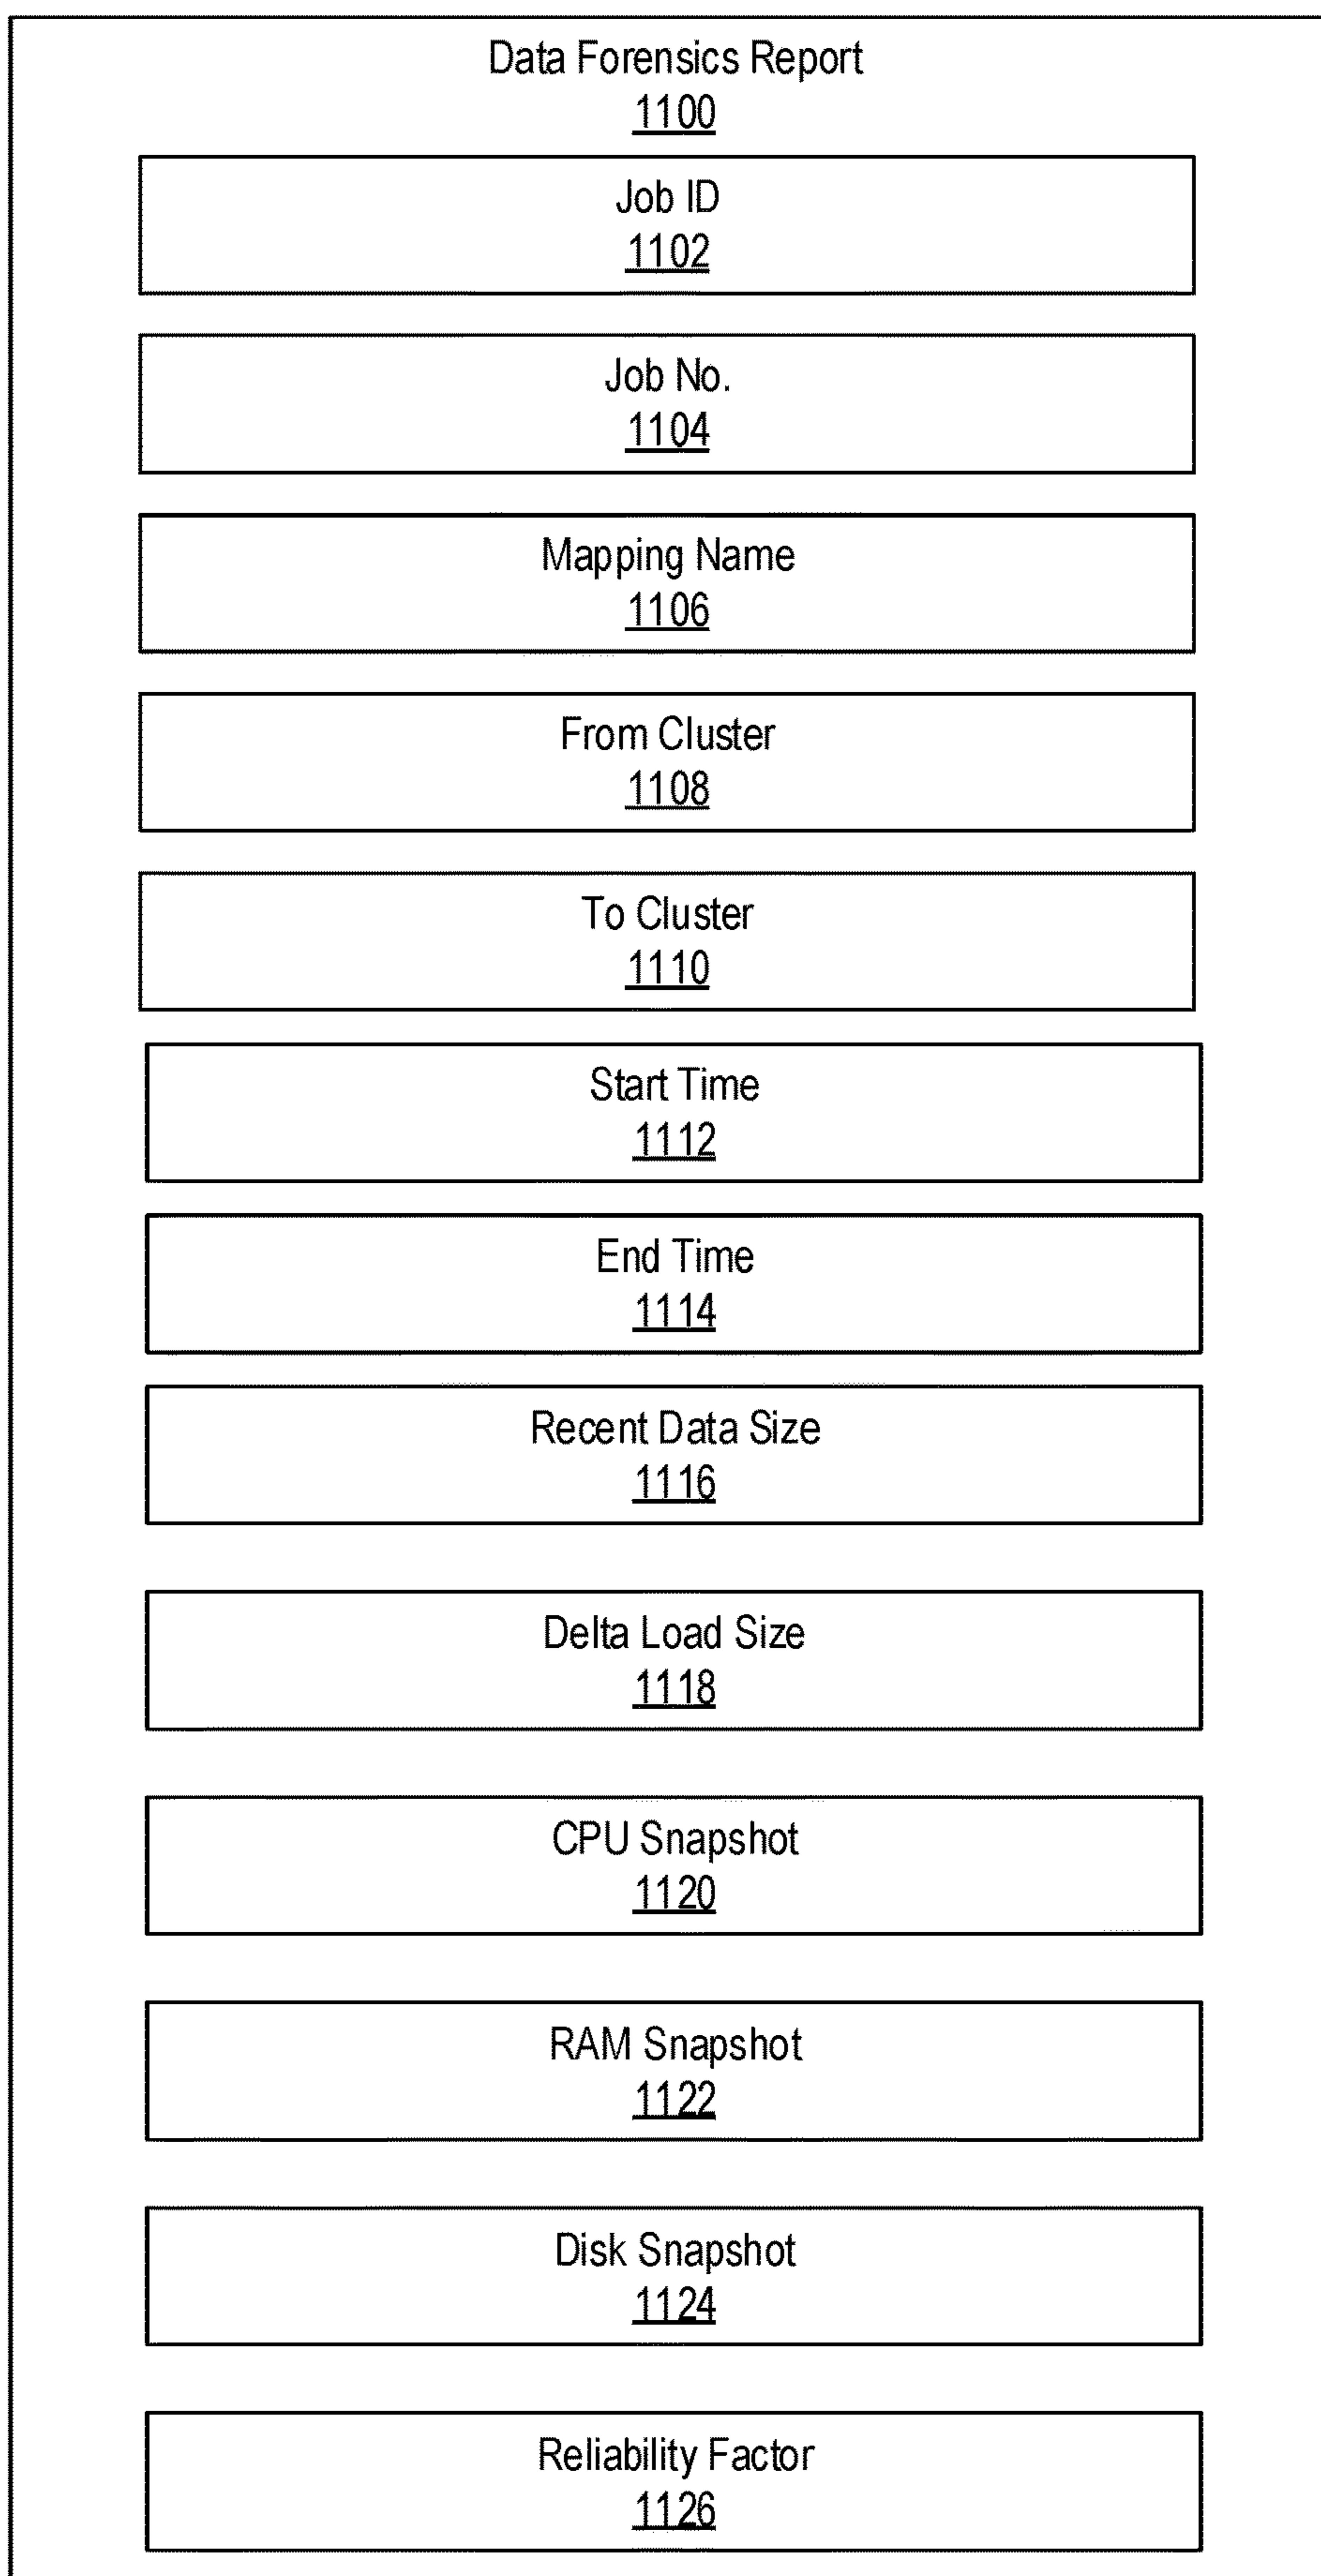 Data Forensics Report
1100
Job ID
1102
Job No.
1104
Mapping Name
1106
From Cluster
1108
To Cluster
1110
Start Time
1112
End Time
1114
Recent Data Size
1116
Delta Load Size
1118
CPU Snapshot
1120
RAM Snapshot
1122
Disk Snapshot
1124
Reliability Factor
1126